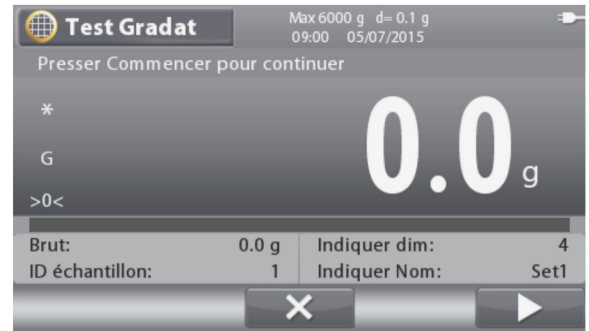 Test Gradat
Max 6000 g d= 0.1 g
09:00 05/07/2015
Presser Commencer pour continuer
*
G
>0<
0.0 g
Brut: 0.0 g
Indiquer dim: 4
ID échantillon: 1
Indiquer Nom: Set1